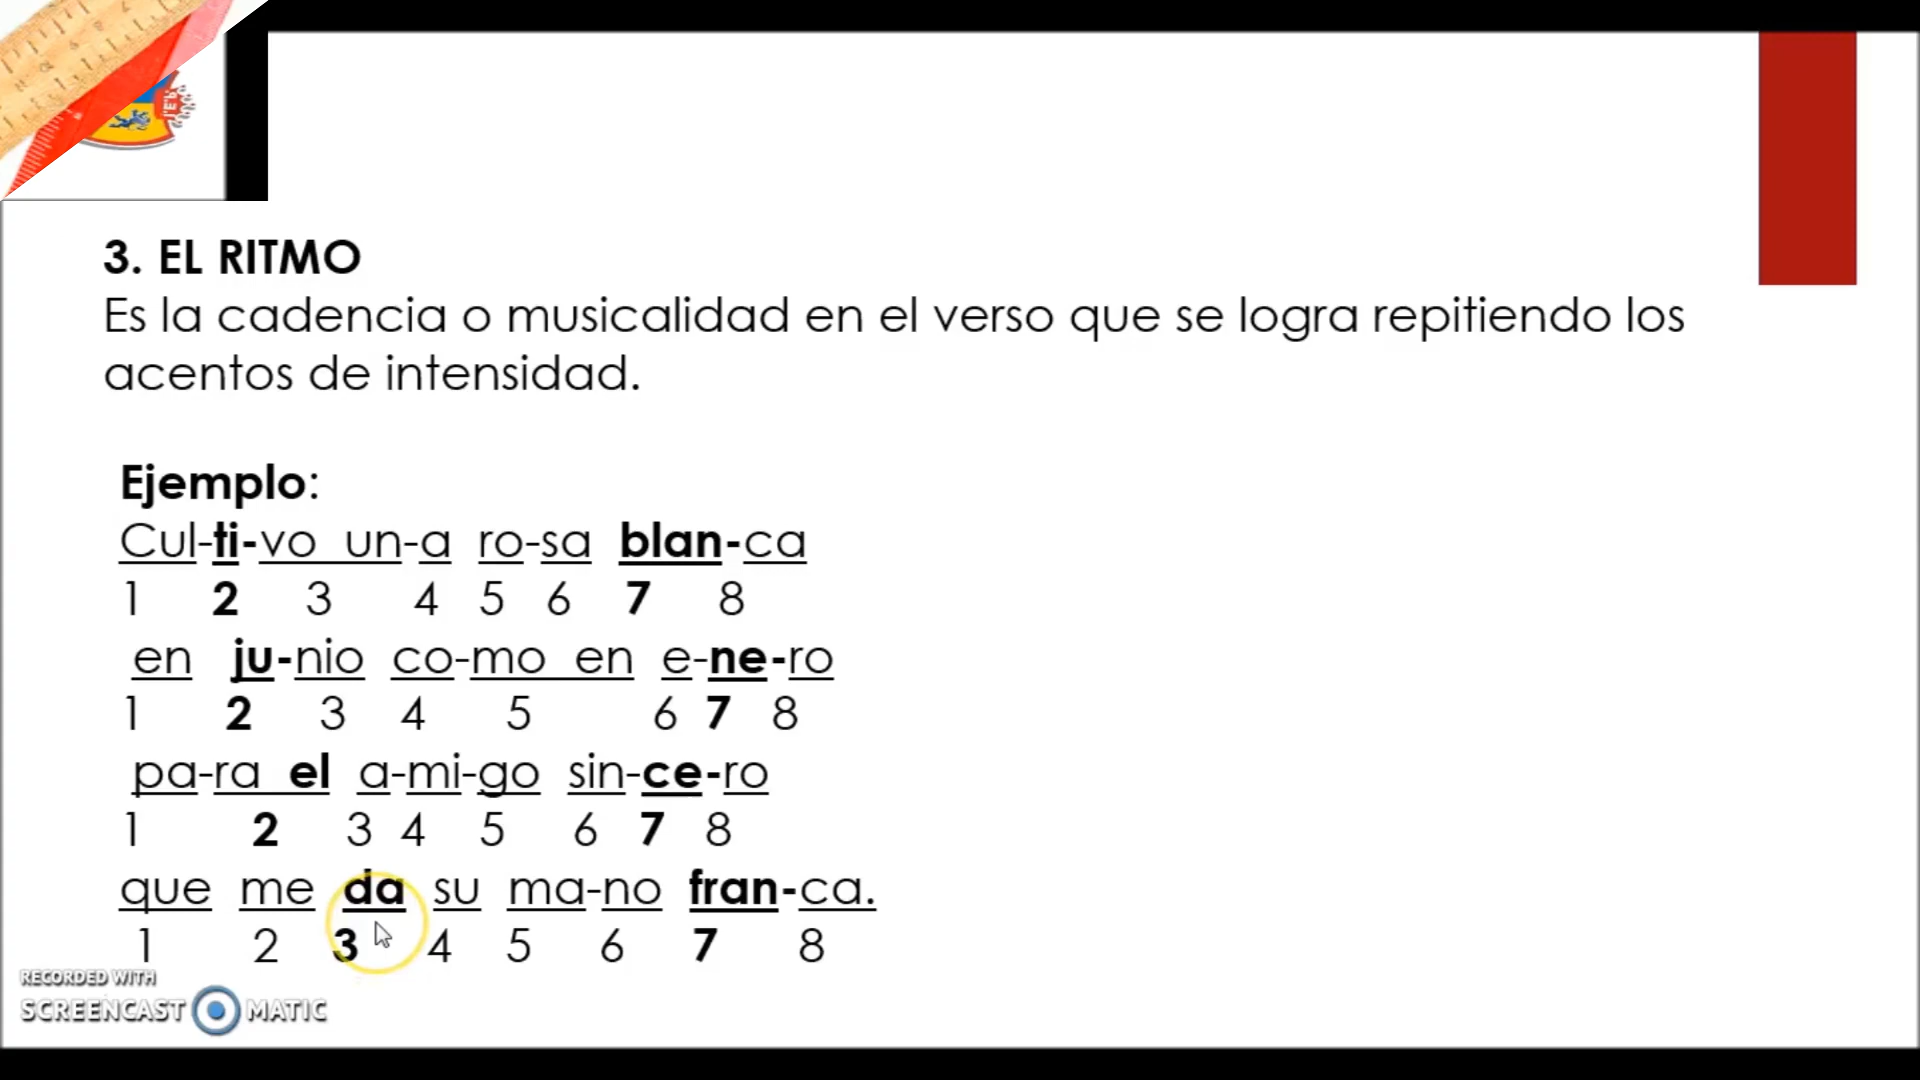 3. EL RITMO
Es la cadencia o musicalidad en el verso que se logra repitiendo los
acentos de intensidad.
Ejemplo:
Cul-ti-vo un-a ro-sa blan-ca
1 2 3 4 5 6 7 8
en ju-nio co-mo en e-ne-ro
1 2 3 4 5 6 7 8
pa-ra el a-mi-go sin-ce-ro
1 2 3 4 5 6 7 8
que me da su ma-no fran-ca.
1 2 3 4 5 6 7 8
RECORDED WITH
SCREENCAST MATIC